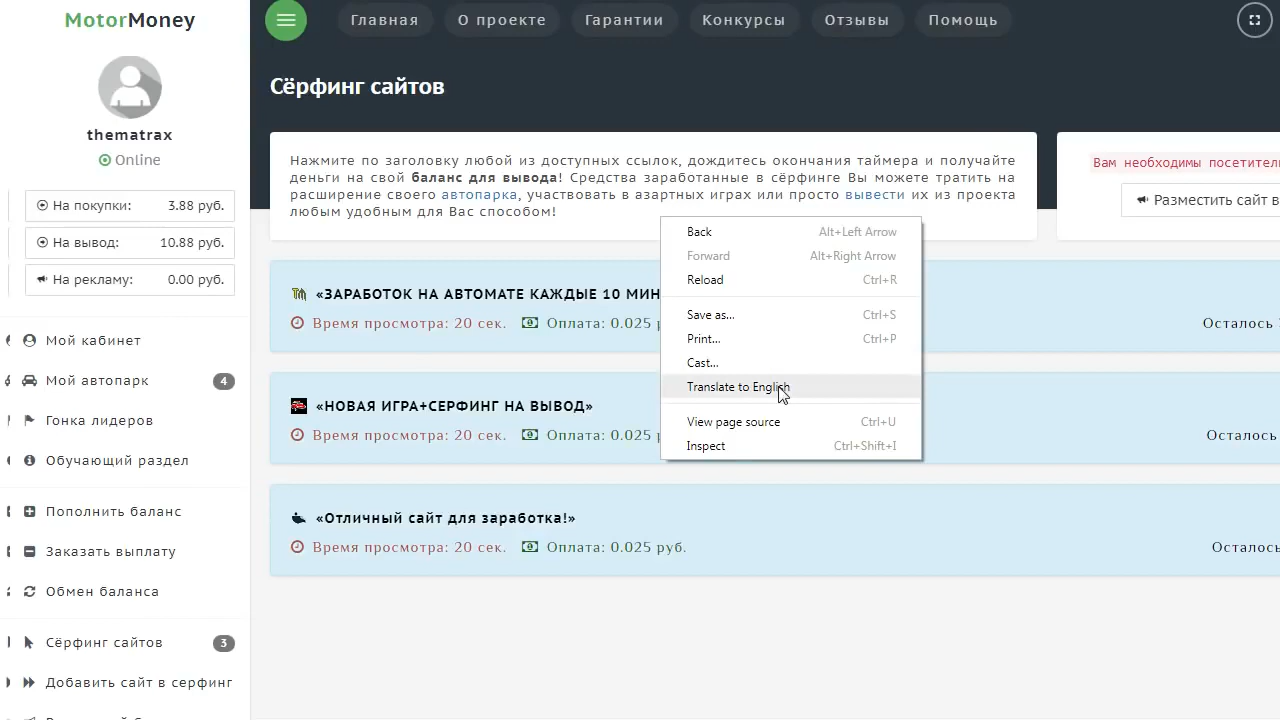 MotorMoney
thematrax
Online
На покупки: 3.88 руб.
На вывод: 10.88 руб.
На рекламу: 0.00 руб.
Мой кабинет
Мой автопарк 4
Гонка лидеров
Обучающий раздел
Пополнить баланс
Заказать выплату
Обмен баланса
Сёрфинг сайтов 3
Добавить сайт в серфинг
Главная О проекте Гарантии Конкурсы Отзывы Помощь
Сёрфинг сайтов
Нажмите по заголовку любой из доступных ссылок, дождитесь окончания таймера и получайте
деньги на свой баланс для вывода! Средства заработанные в сёрфинге Вы можете тратить на
расширение своего автопарка, участвовать в азартных играх или просто вывести их из проекта
любым удобным для Вас способом!
Вам необходимы посетител
Разместить сайт в
«ЗАРАБОТОК НА АВТОМАТЕ КАЖДЫЕ 10 МИН
Время просмотра: 20 сек. Оплата: 0.025 р
Осталось
«НОВАЯ ИГРА+СЕРФИНГ НА ВЫВОД»
Время просмотра: 20 сек. Оплата: 0.025 р
Осталось
«Отличный сайт для заработка!»
Время просмотра: 20 сек. Оплата: 0.025 руб.
Осталось
Back Alt+Left Arrow
Forward Alt+Right Arrow
Reload Ctrl+R
Save as... Ctrl+S
Print... Ctrl+P
Cast...
Translate to English
View page source Ctrl+U
Inspect Ctrl+Shift+I